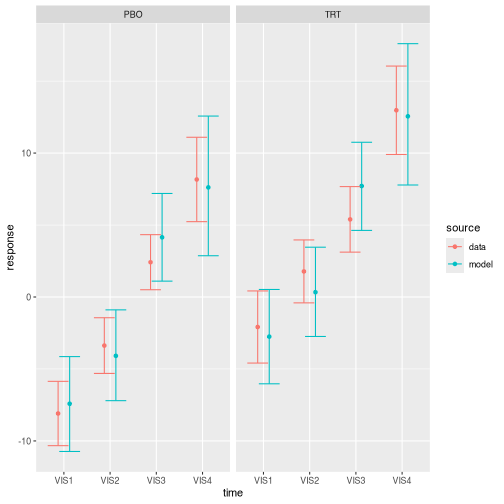 PBO TRT
10
0
-10
response
VIS1 VIS2 VIS3 VIS4 VIS1 VIS2 VIS3 VIS4
time
source
data
model